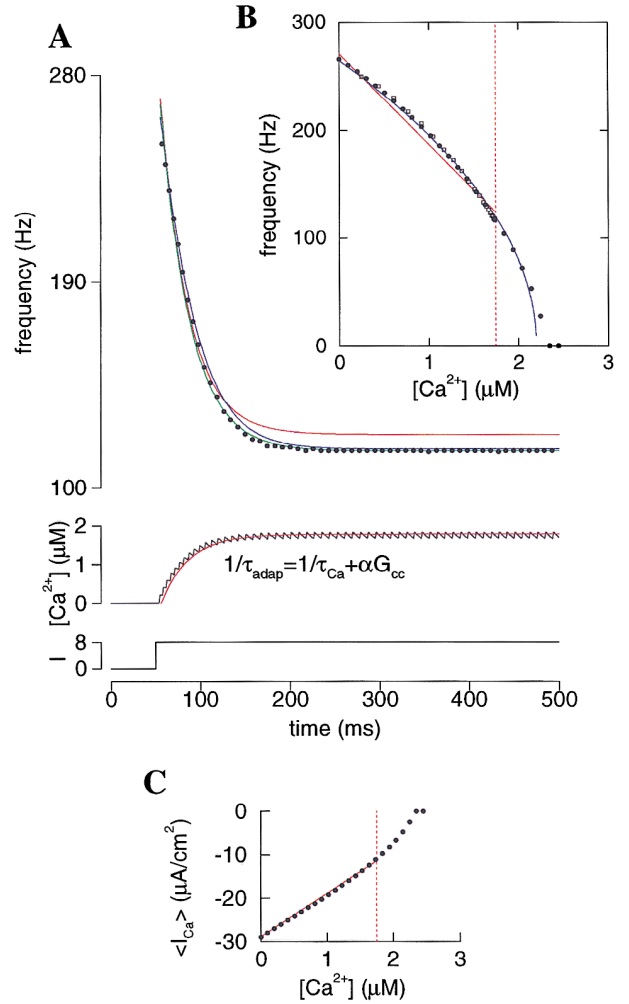 A
B
280
190
100
frequency (Hz)
300
200
100
0
frequency (Hz)
0
1
2
3
[Ca²⁺] (μM)
2
0
[Ca²⁺] (μM)
1/τadap=1/τCa+αGcc
8
0
I
0
100
200
300
400
500
time (ms)
C
0
-10
-20
-30
<ICa> (μA/cm²)
0
1
2
3
[Ca²⁺] (μM)